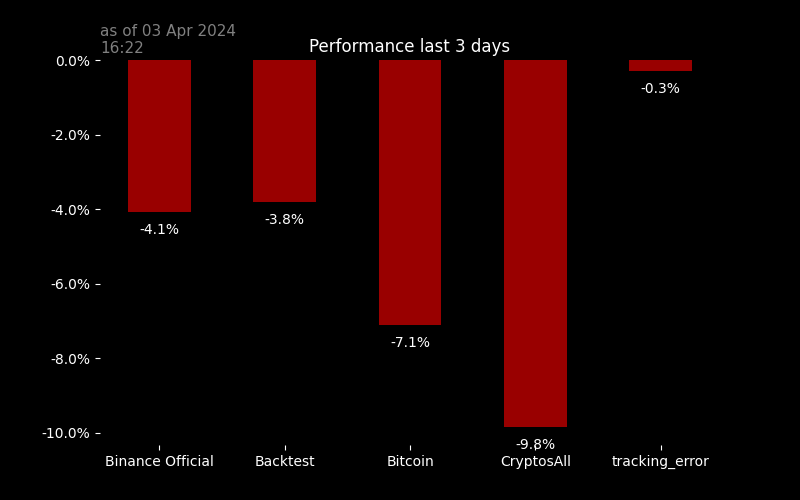 as of 03 Apr 2024
16:22
Performance last 3 days
0.0%
-2.0%
-4.0%
-6.0%
-8.0%
-10.0%
-4.1%
-3.8%
-7.1%
-9.8%
-0.3%
Binance Official
Backtest
Bitcoin
CryptosAll
tracking_error